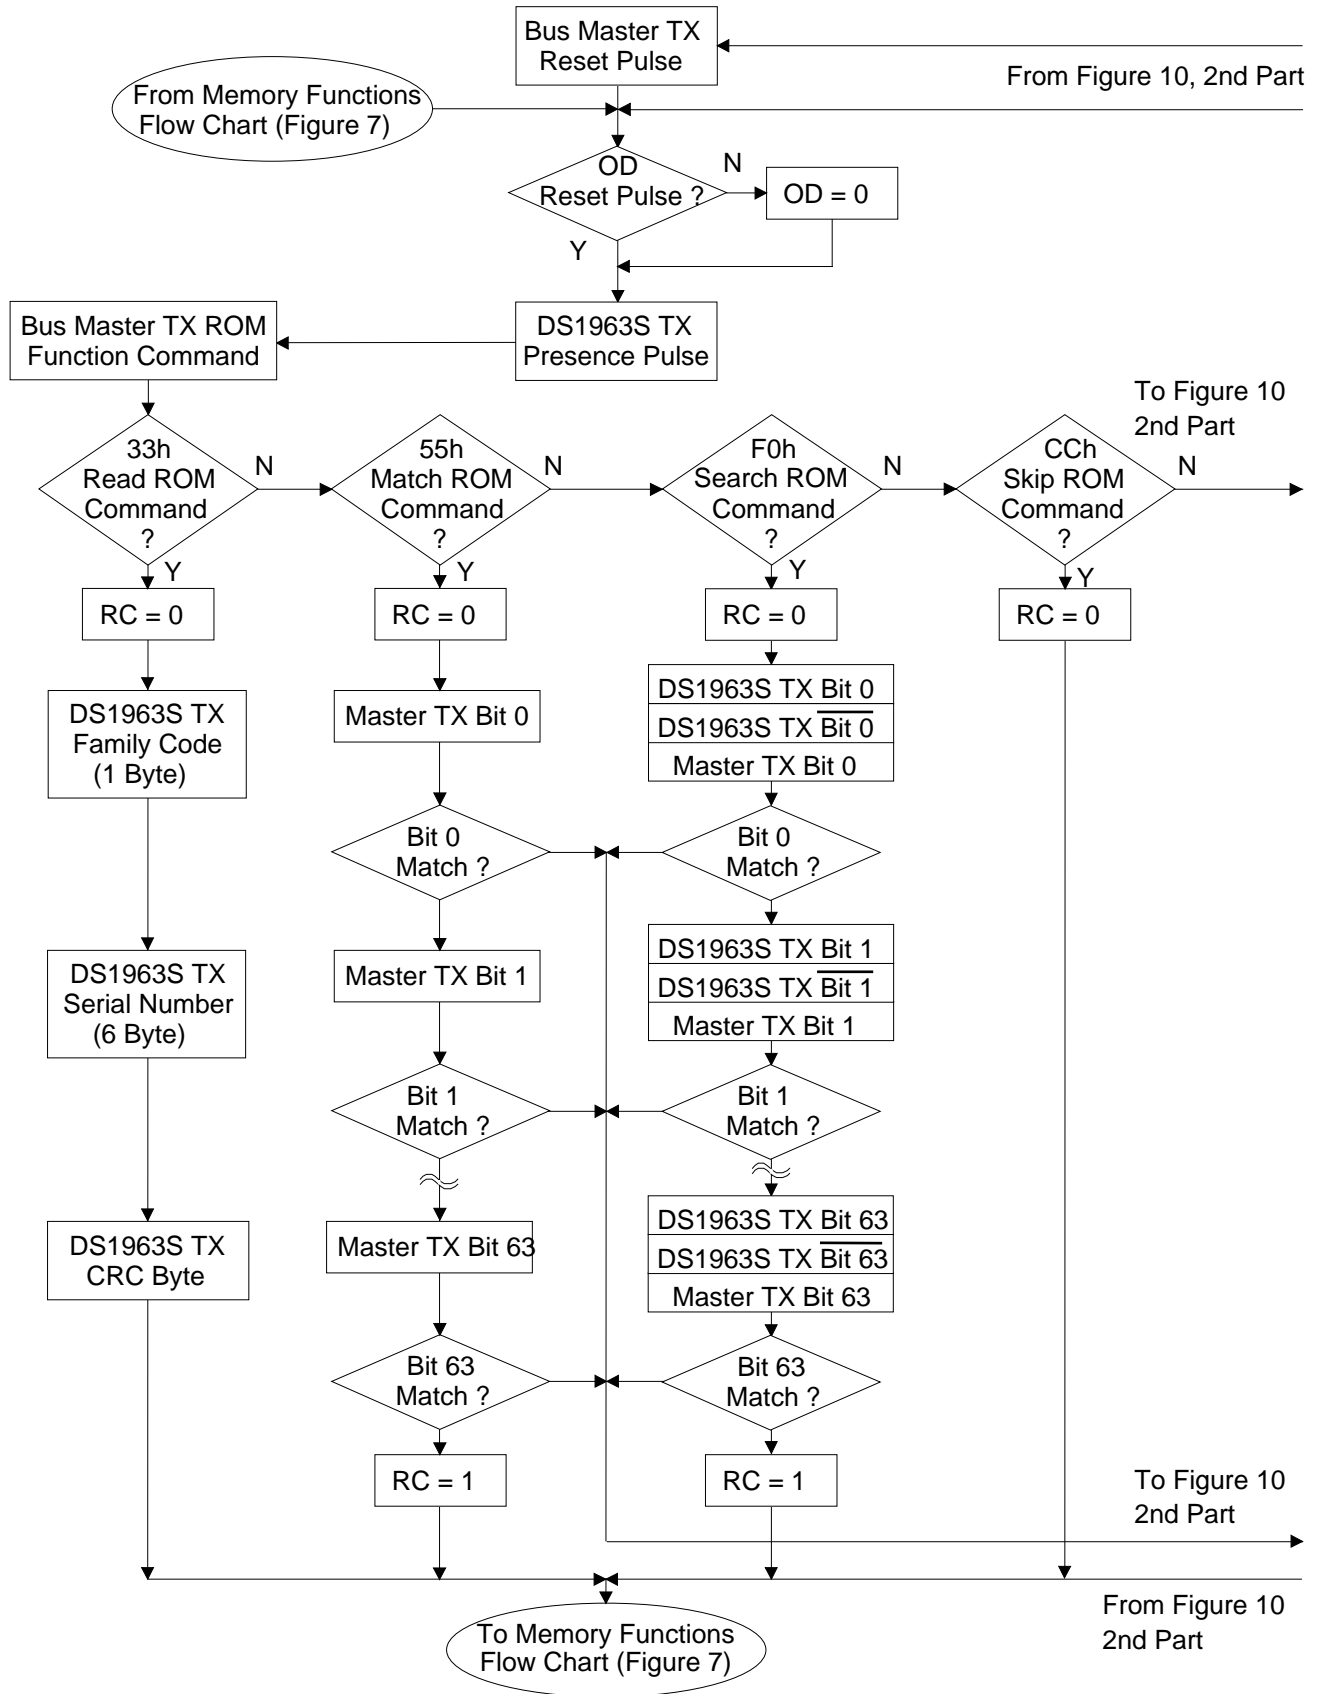 Bus Master TX
Reset Pulse
From Figure 10, 2nd Part
From Memory Functions
Flow Chart (Figure 7)
OD
Reset Pulse ?
N
OD = 0
Y
Bus Master TX ROM
Function Command
DS1963S TX
Presence Pulse
To Figure 10
2nd Part
33h
Read ROM
Command
?
N
Y
55h
Match ROM
Command
?
N
Y
F0h
Search ROM
Command
?
N
Y
CCh
Skip ROM
Command
?
N
Y
RC = 0
RC = 0
RC = 0
RC = 0
DS1963S TX
Family Code
(1 Byte)
Master TX Bit 0
DS1963S TX Bit 0
DS1963S TX B̅i̅t̅ ̅0̅
Master TX Bit 0
Bit 0
Match ?
Bit 0
Match ?
DS1963S TX
Serial Number
(6 Byte)
Master TX Bit 1
DS1963S TX Bit 1
DS1963S TX B̅i̅t̅ ̅1̅
Master TX Bit 1
Bit 1
Match ?
Bit 1
Match ?
DS1963S TX
CRC Byte
Master TX Bit 63
DS1963S TX Bit 63
DS1963S TX B̅i̅t̅ ̅6̅3̅
Master TX Bit 63
Bit 63
Match ?
Bit 63
Match ?
RC = 1
RC = 1
To Figure 10
2nd Part
From Figure 10
2nd Part
To Memory Functions
Flow Chart (Figure 7)